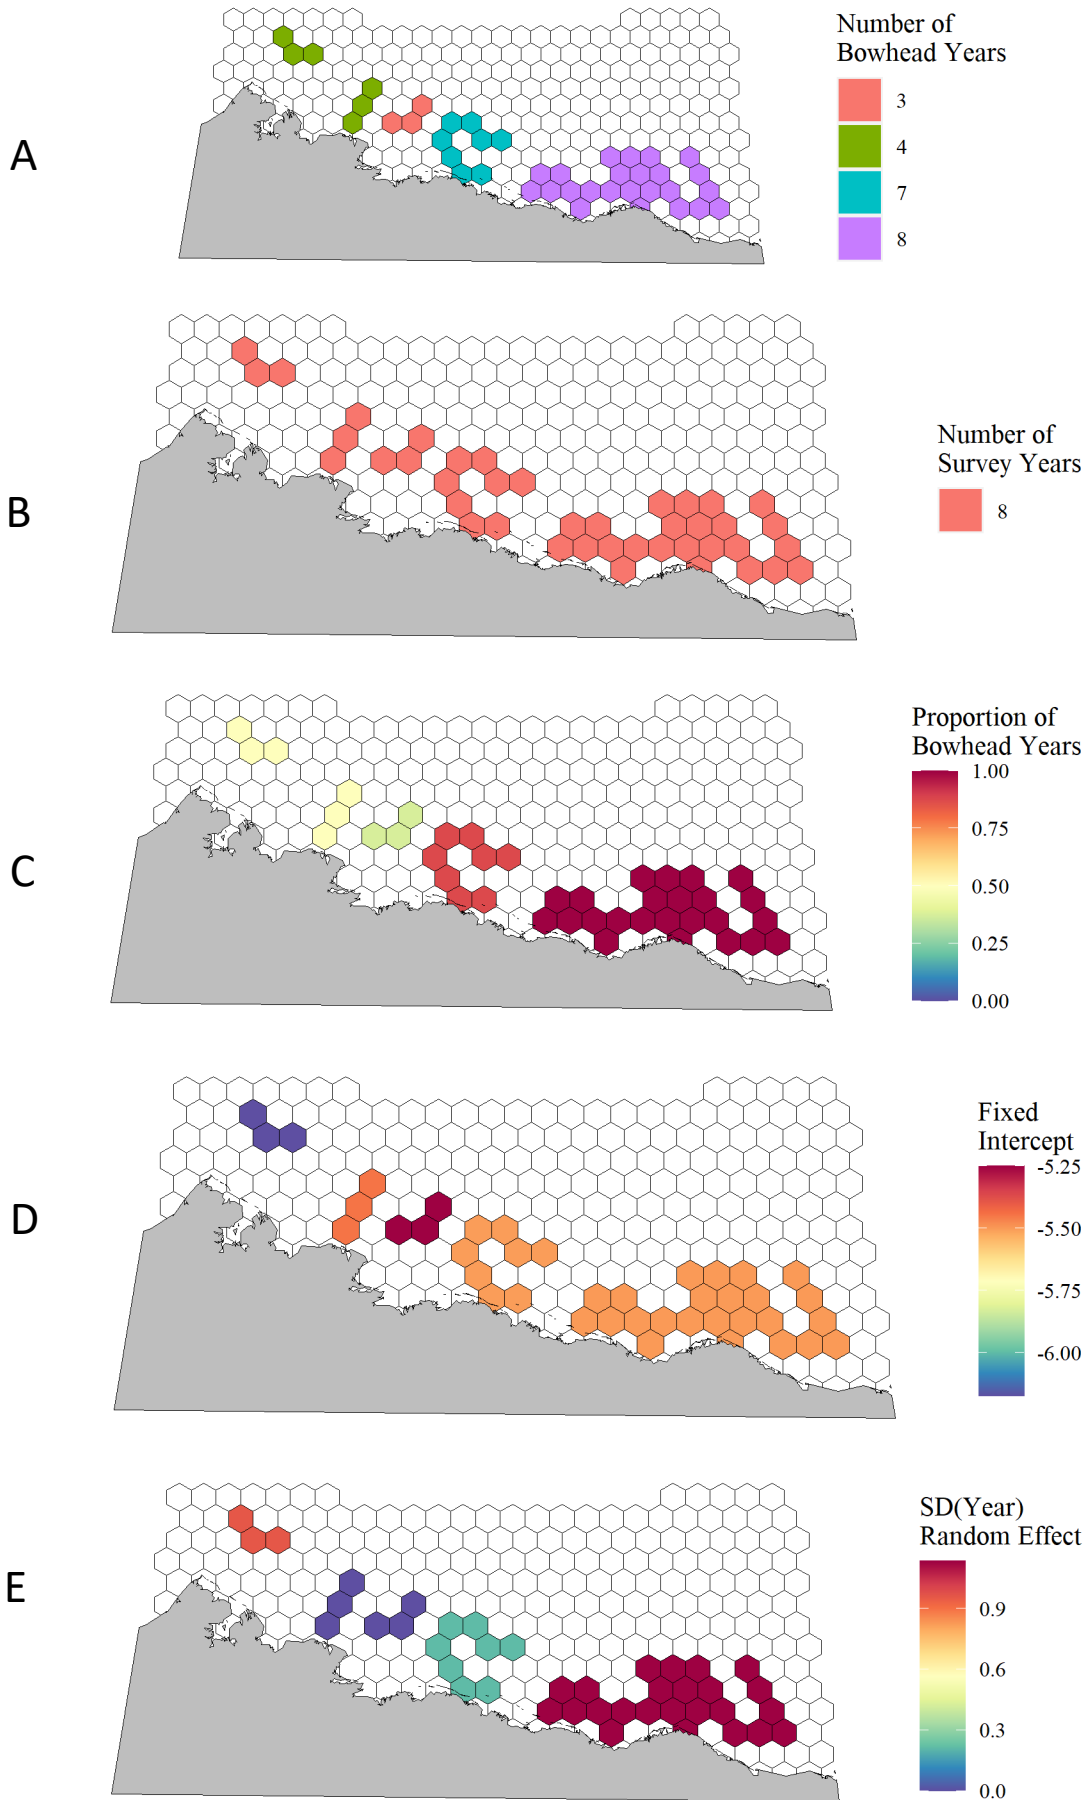 A
Number of
Bowhead Years
3
4
7
8
B
Number of
Survey Years
8
C
Proportion of
Bowhead Years
1.00
0.75
0.50
0.25
0.00
D
Fixed
Intercept
-5.25
-5.50
-5.75
-6.00
E
SD(Year)
Random Effect
0.9
0.6
0.3
0.0